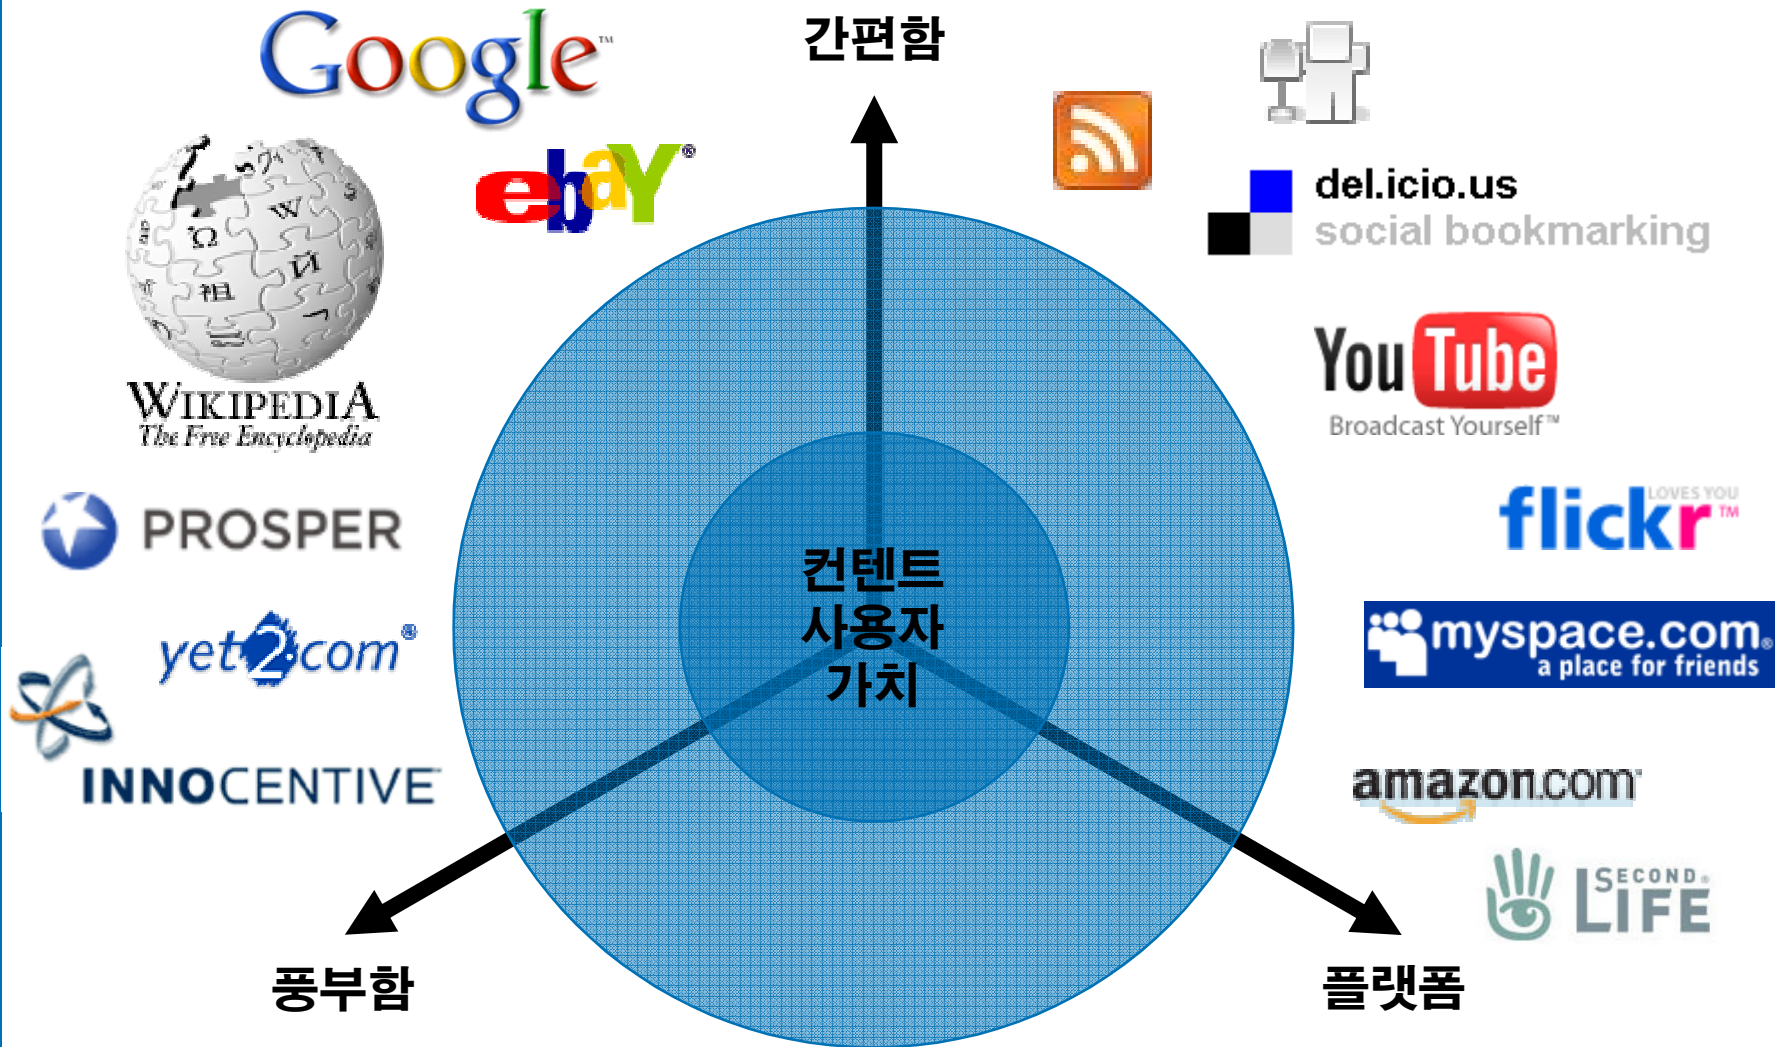 Google™
간편함
ebaY®
del.icio.us
social bookmarking
WIKIPEDIA
The Free Encyclopedia
You Tube
Broadcast Yourself™
PROSPER
flickr™
LOVES YOU
컨텐트
사용자
가치
yet2.com®
myspace.com®
a place for friends
INNOCENTIVE
amazon.com
SECOND
LIFE
풍부함
플랫폼